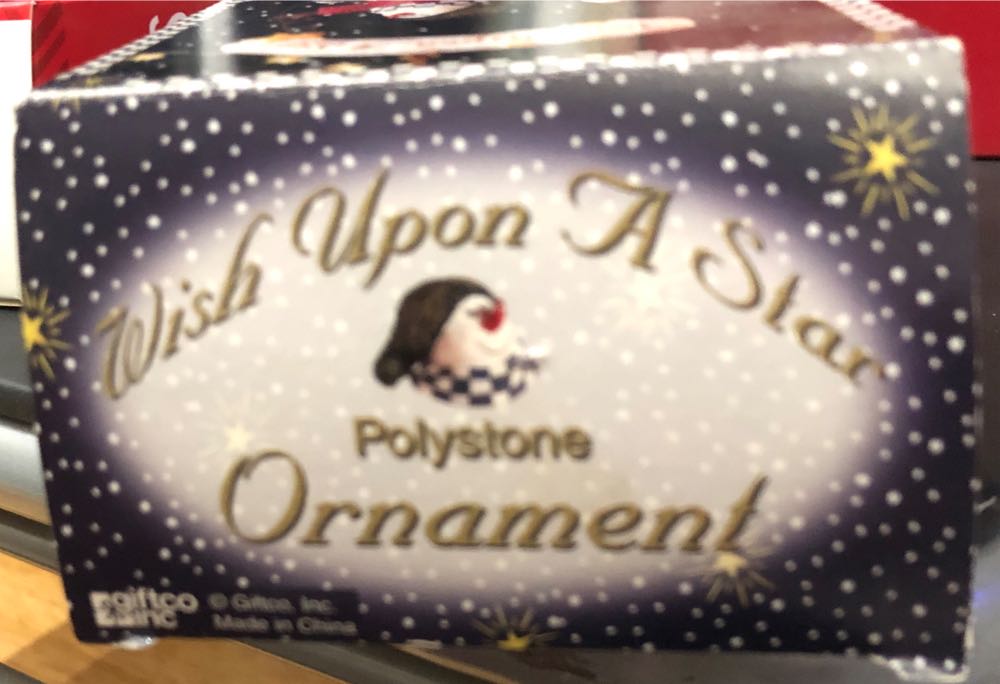 Wish Upon A Star
Polystone
Ornament
giftco
inc
© Giftco, Inc.
Made in China